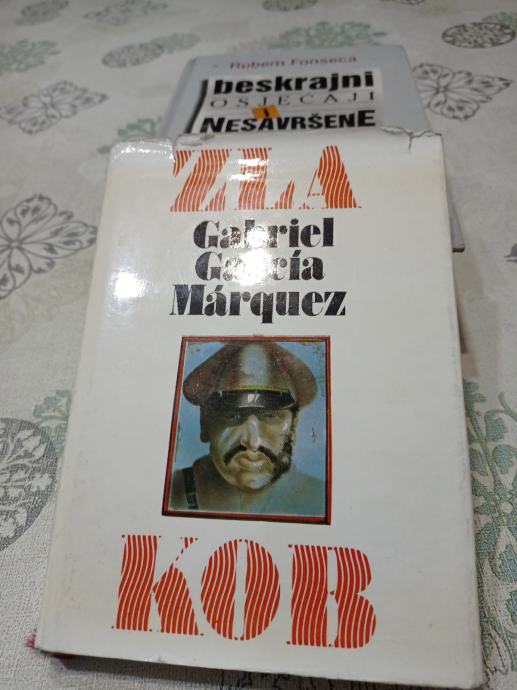 Rubem Fonseca
beskrajni
OSJEĆAJI
I
NESAVRŠENE
ZLA
Gabriel
García
Márquez
KOB